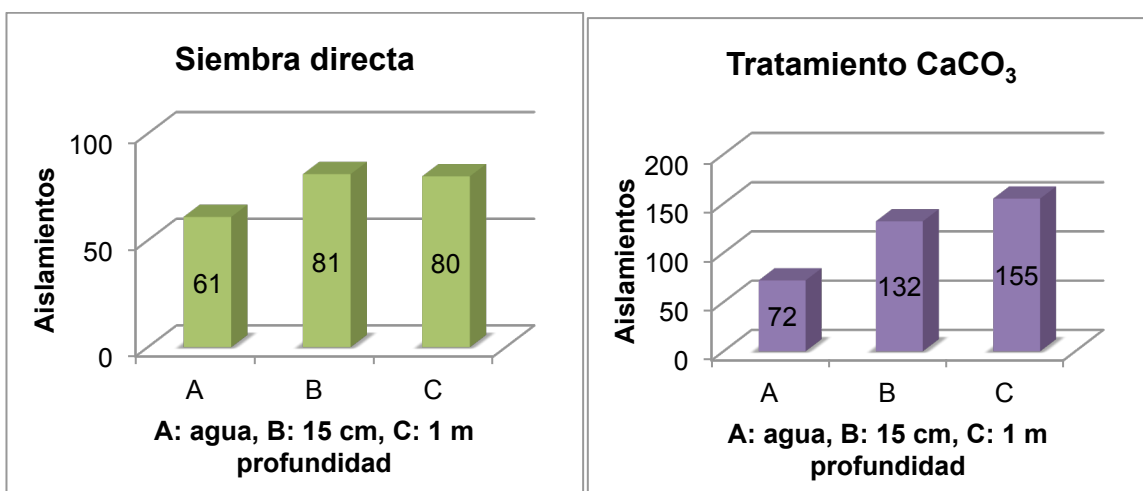 Siembra directa
Aislamientos
100
50
0
61
81
80
A
B
C
A: agua, B: 15 cm, C: 1 m
profundidad
Tratamiento CaCO₃
Aislamientos
200
150
100
50
0
72
132
155
A
B
C
A: agua, B: 15 cm, C: 1 m
profundidad